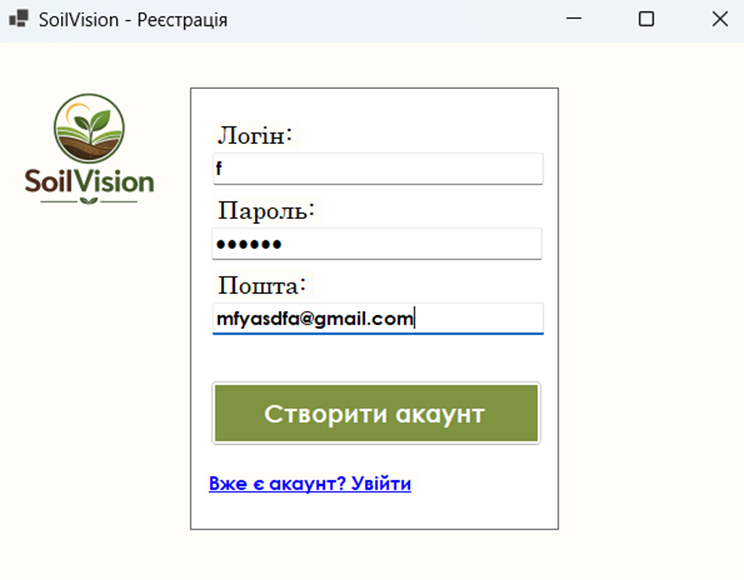 SoilVision - Реєстрація
SoilVision
Логін:
f
Пароль:
••••••
Пошта:
mfyasdfa@gmail.com
Створити акаунт
Вже є акаунт? Увійти